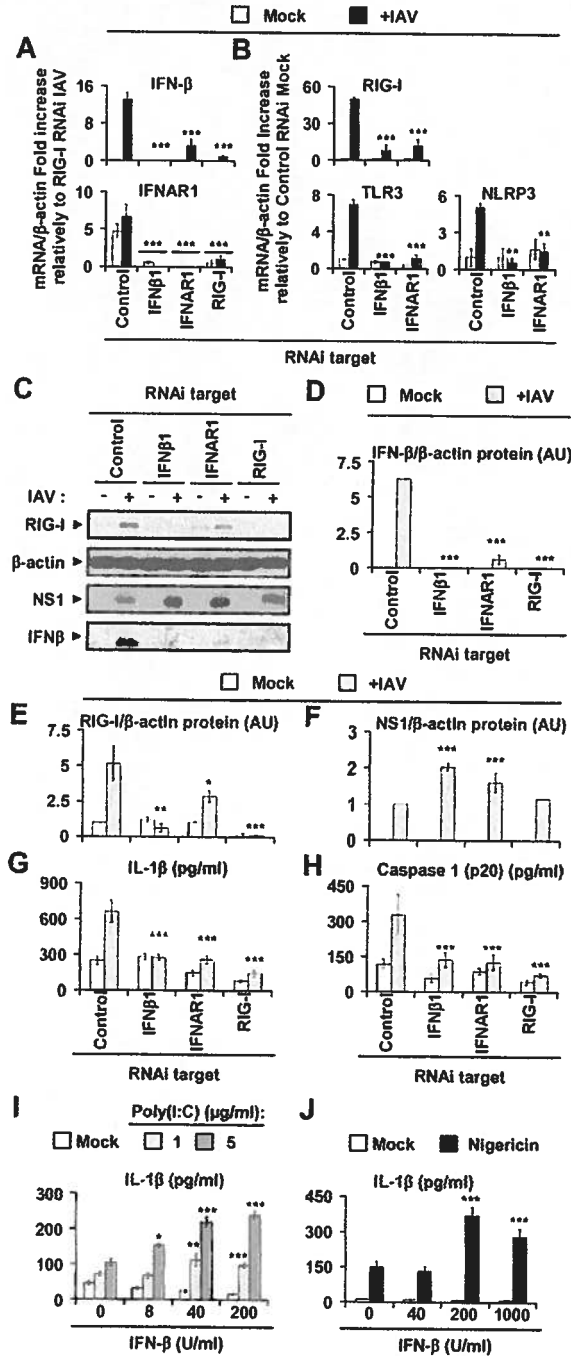 Mock +IAV
A
B
mRNA/β-actin Fold increase
relatively to RIG-I RNAi IAV
IFN-β
16
12
8
4
0
***
***
***
IFNAR1
10
5
0
***
***
***
Control
IFNβ1
IFNAR1
RIG-I
mRNA/β-actin Fold increase
relatively to Control RNAi Mock
RIG-I
60
30
0
***
***
TLR3
8
4
0
***
***
Control
IFNβ1
IFNAR1
NLRP3
6
4
2
0
**
**
Control
IFNβ1
IFNAR1
RNAi target
C
RNAi target
Control
IFNβ1
IFNAR1
RIG-I
IAV : - + - + - + - +
RIG-I
β-actin
NS1
IFNβ
D
Mock +IAV
IFN-β/β-actin protein (AU)
7.5
5
2.5
0
***
***
***
Control
IFNβ1
IFNAR1
RIG-I
RNAi target
Mock +IAV
E
RIG-I/β-actin protein (AU)
7.5
5
2.5
0
**
*
***
F
NS1/β-actin protein (AU)
3
2
1
0
***
***
G
IL-1β (pg/ml)
900
600
300
0
***
***
***
Control
IFNβ1
IFNAR1
RIG-I
RNAi target
H
Caspase 1 (p20) (pg/ml)
450
300
150
0
***
***
***
Control
IFNβ1
IFNAR1
RIG-I
RNAi target
I
Poly(I:C) (µg/ml):
Mock 1 5
IL-1β (pg/ml)
300
200
100
0
*
**
***
***
***
0 8 40 200
IFN-β (U/ml)
J
Mock Nigericin
IL-1β (pg/ml)
450
300
150
0
***
***
0 40 200 1000
IFN-β (U/ml)